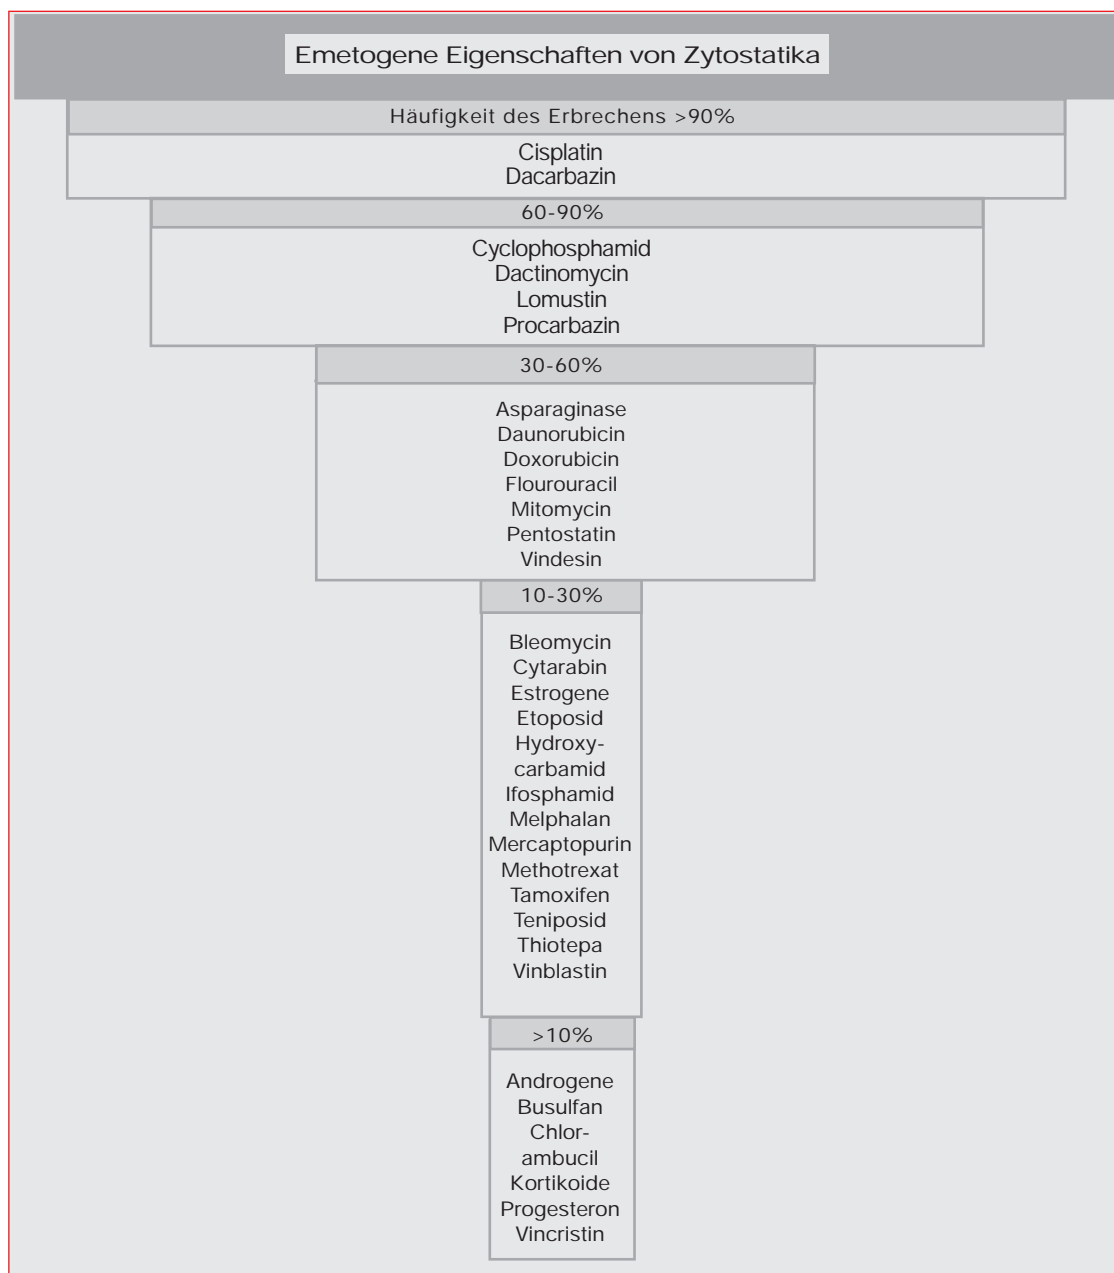 Emetogene Eigenschaften von Zytostatika
Häufigkeit des Erbrechens >90%
Cisplatin
Dacarbazin
60-90%
Cyclophosphamid
Dactinomycin
Lomustin
Procarbazin
30-60%
Asparaginase
Daunorubicin
Doxorubicin
Flourouracil
Mitomycin
Pentostatin
Vindesin
10-30%
Bleomycin
Cytarabin
Estrogene
Etoposid
Hydroxy-
carbamid
Ifosphamid
Melphalan
Mercaptopurin
Methotrexat
Tamoxifen
Teniposid
Thiotepa
Vinblastin
>10%
Androgene
Busulfan
Chlor-
ambucil
Kortikoide
Progesteron
Vincristin